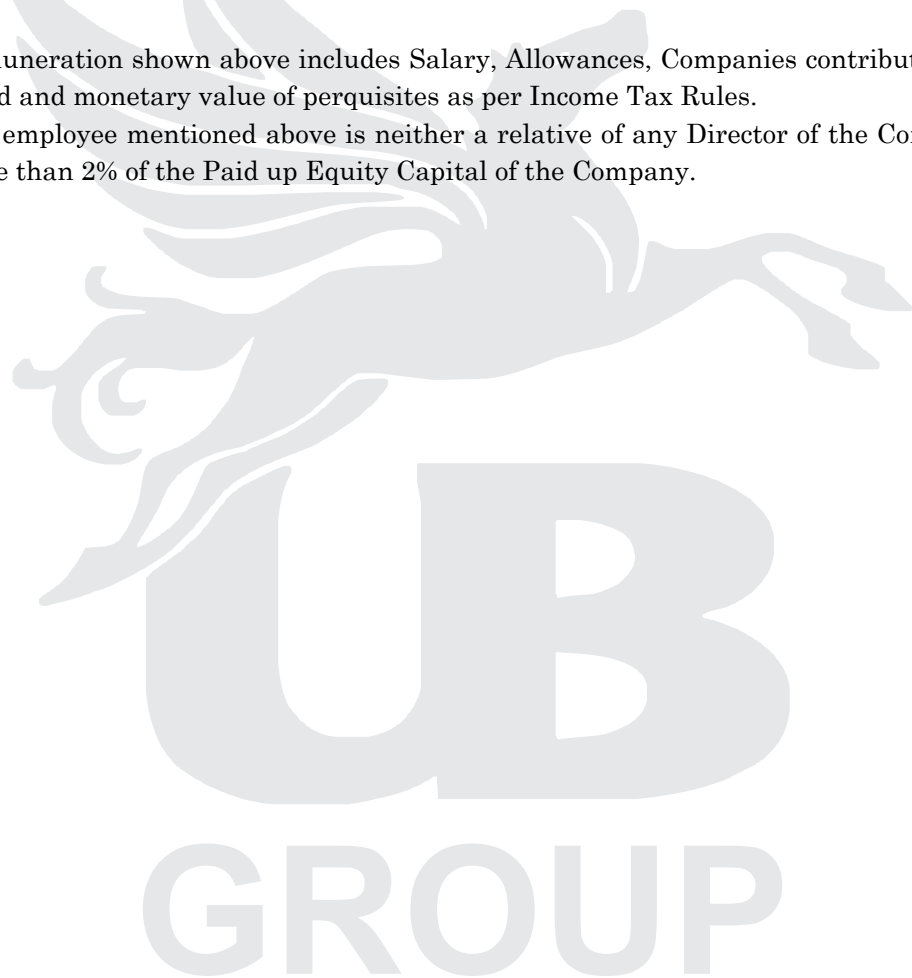 uneration shown above includes Salary, Allowances, Companies contribut
d and monetary value of perquisites as per Income Tax Rules.
employee mentioned above is neither a relative of any Director of the Co
e than 2% of the Paid up Equity Capital of the Company.
UB
GROUP